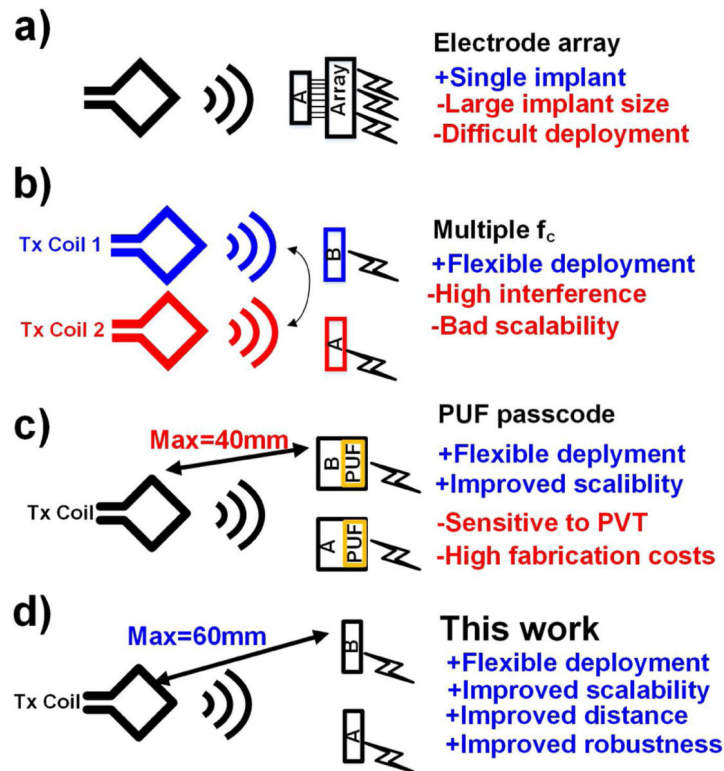 a)
Electrode array
+Single implant
-Large implant size
-Difficult deployment
A
Array
b)
Tx Coil 1
Tx Coil 2
B
A
Multiple fc
+Flexible deployment
-High interference
-Bad scalability
c)
PUF passcode
Max=40mm
Tx Coil
B
PUF
A
PUF
+Flexible deplyment
+Improved scaliblity
-Sensitive to PVT
-High fabrication costs
d)
Max=60mm
Tx Coil
B
A
This work
+Flexible deployment
+Improved scalability
+Improved distance
+Improved robustness